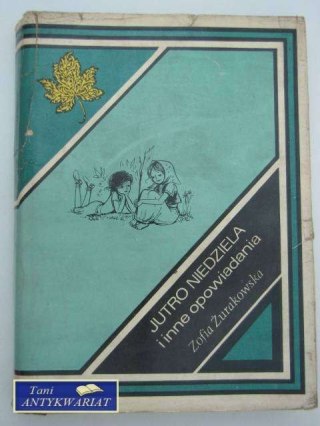 JUTRO NIEDZIELA
i inne opowiadania
Zofia Żurakowska
Tani
ANTYKWARIAT